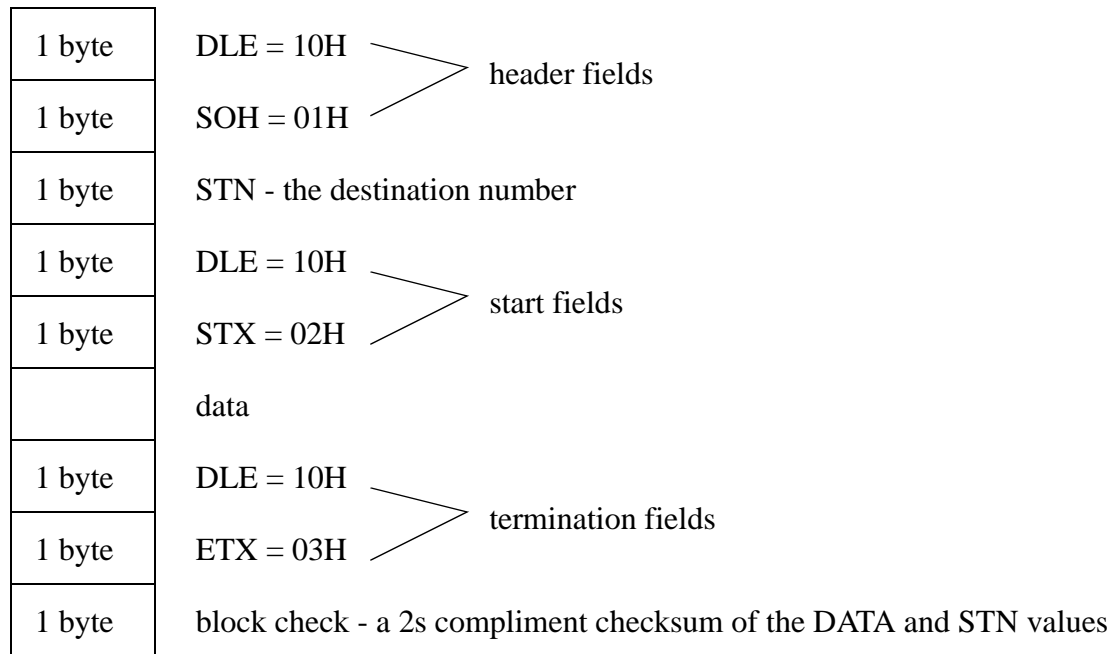 1 byte DLE = 10H
header fields
1 byte SOH = 01H
1 byte STN - the destination number
1 byte DLE = 10H
start fields
1 byte STX = 02H
data
1 byte DLE = 10H
termination fields
1 byte ETX = 03H
1 byte block check - a 2s compliment checksum of the DATA and STN values